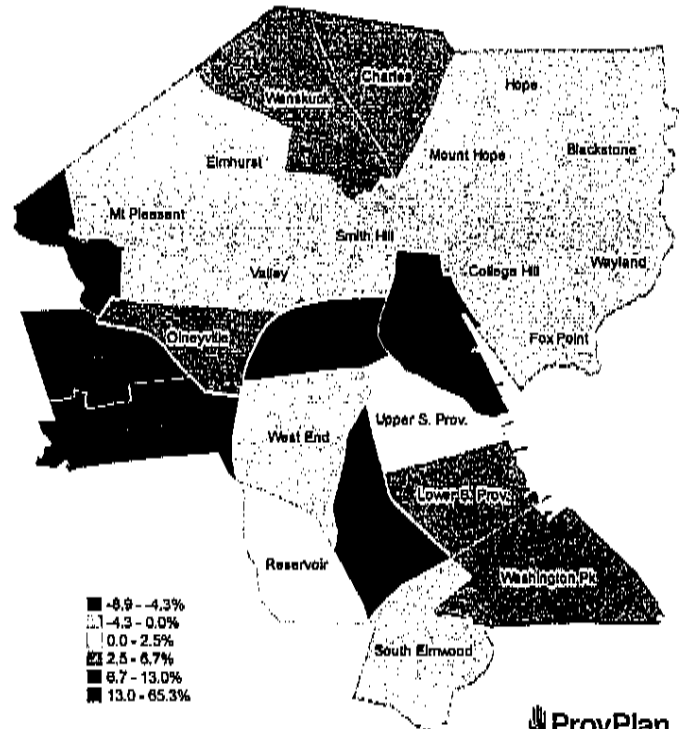 Charles
Wanskuck
Hope
Mount Hope
Blackstone
Elmhurst
Mt Pleasant
Smith Hill
Wayland
College Hill
Valley
Olneyville
Fox Point
Upper S. Prov.
West End
Lower S. Prov.
Reservoir
Washington Pk.
South Elmwood
-8.9 - -4.3%
-4.3 - 0.0%
0.0 - 2.5%
2.5 - 6.7%
6.7 - 13.0%
13.0 - 65.3%
ProvPlan